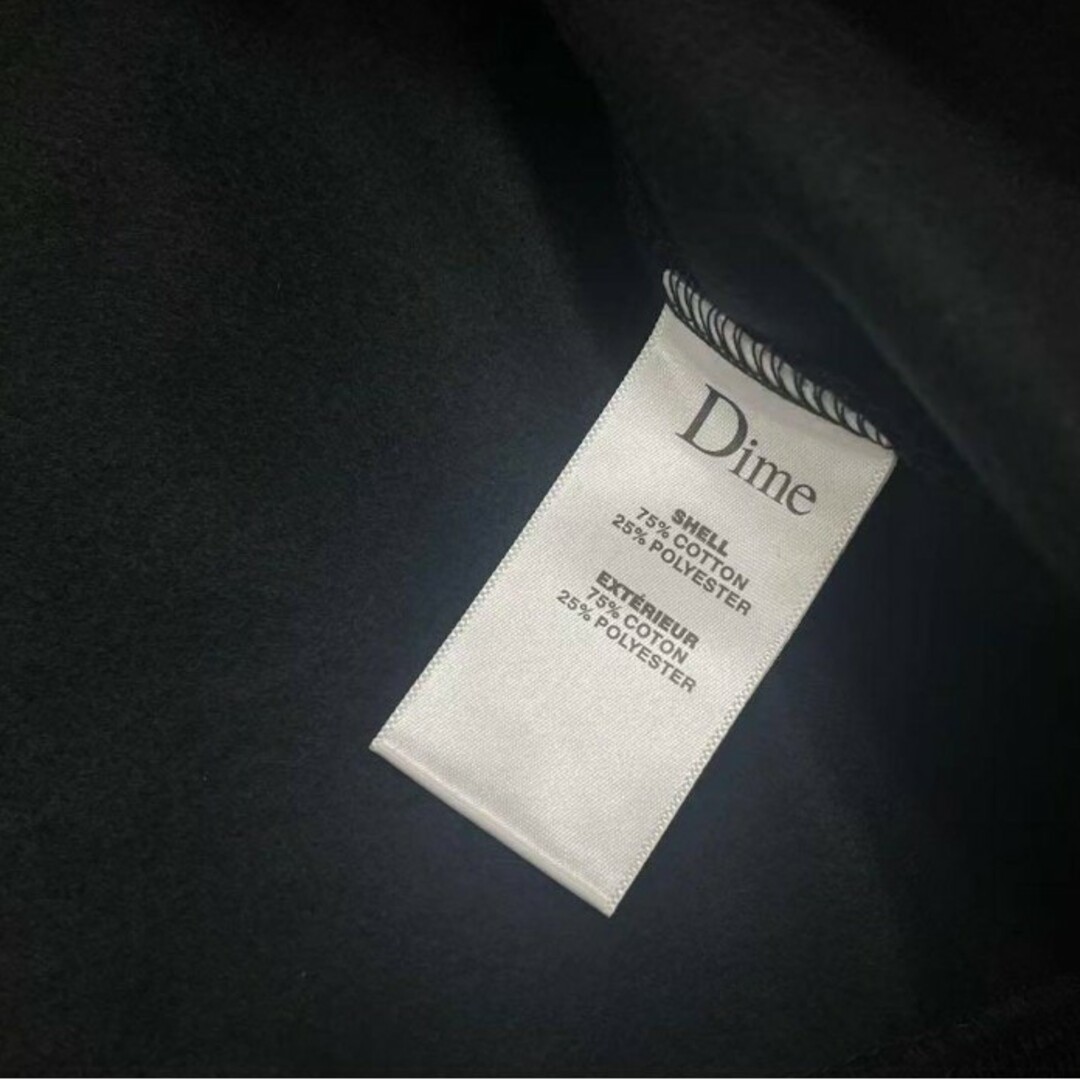 Dime
SHELL
75% COTTON
25% POLYESTER
EXTÉRIEUR
75% COTON
25% POLYESTER